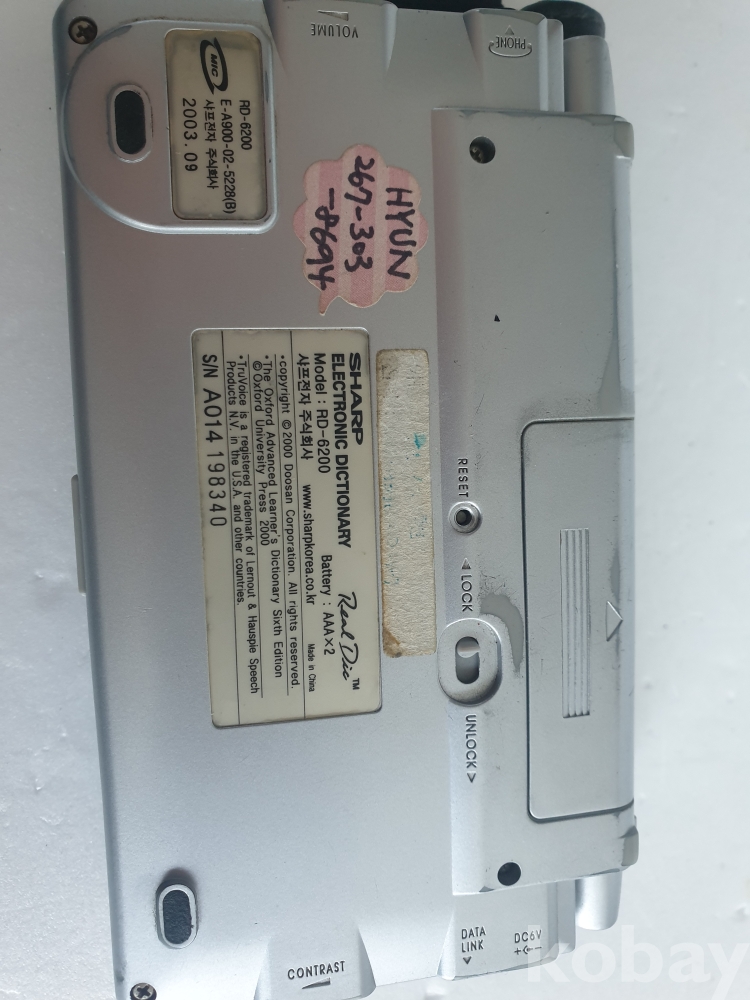 VOLUME
PHONE
MIC
RD-6200
E-A900-02-5228(B)
샤프전자 주식회사
2003.09
HYUN
267-303
-8694
SHARP
ELECTRONIC DICTIONARY Real Dic™
Model : RD-6200 Battery : AAA×2
샤프전자 주식회사 www.sharpkorea.co.kr Made in China
•copyright ©2000 Doosan Corporation. All rights reserved.
•The Oxford Advanced Learner's Dictionary Sixth Edition
©Oxford University Press 2000
•TruVoice is a registered trademark of Lernout & Hauspie Speech
Products N.V. in the U.S.A. and other countries.
S/N A014198340
RESET
◁ LOCK
UNLOCK ▷
CONTRAST
DATA
LINK
DC6V
kobay